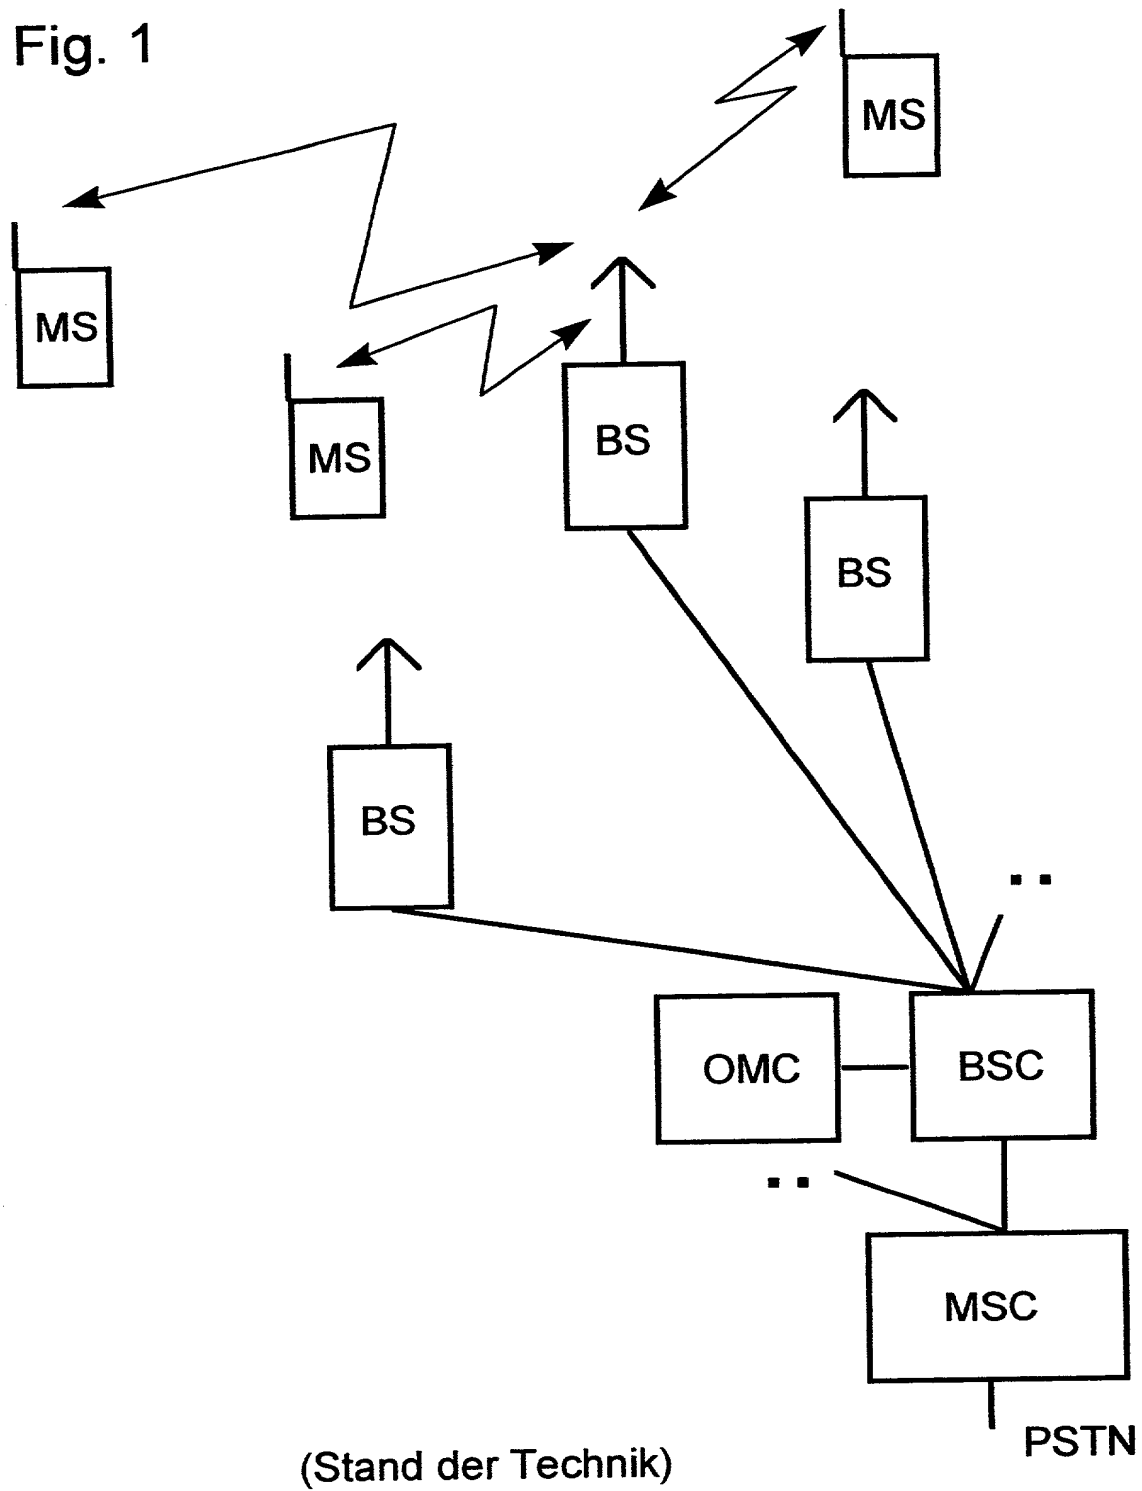 Fig. 1
MS
MS
MS
BS
BS
BS
OMC
BSC
MSC
PSTN
(Stand der Technik)